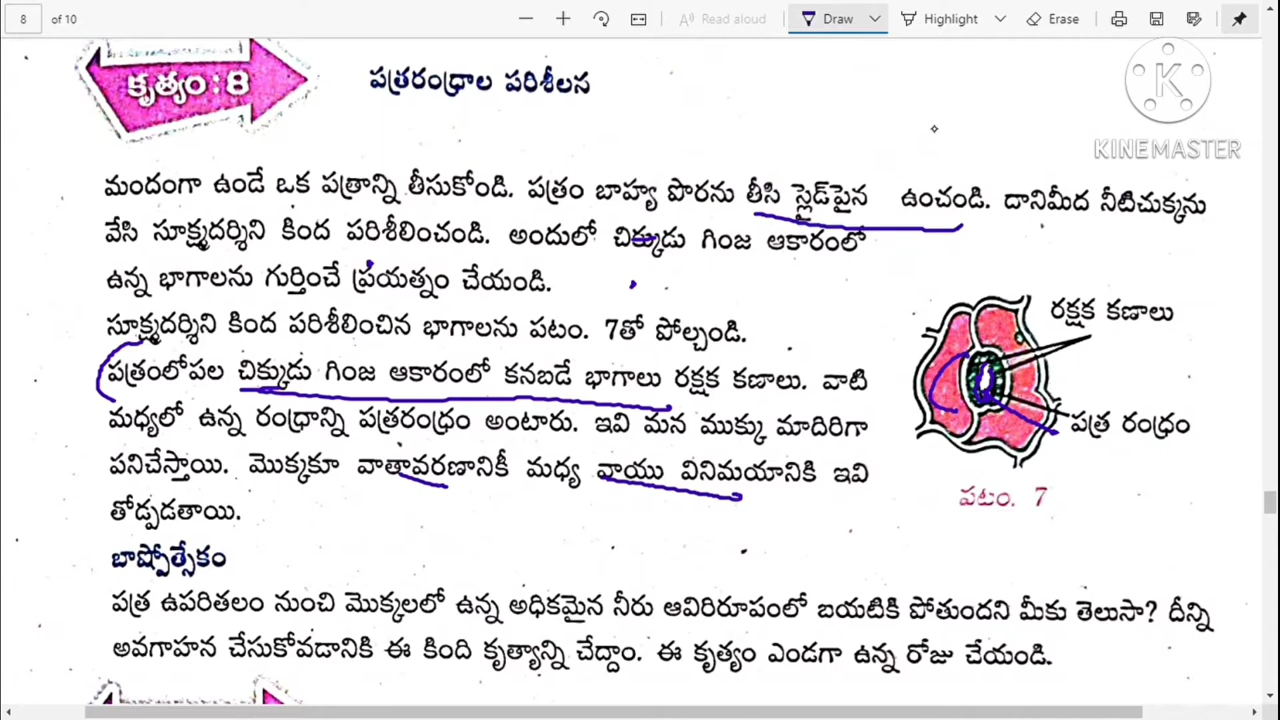 8 of 10 Read aloud Draw Highlight Erase
కృత్యం : 8 పత్రరంధ్రాల పరిశీలన
K
KINEMASTER
మందంగా ఉండే ఒక పత్రాన్ని తీసుకోండి. పత్రం బాహ్య పొరను తీసి స్లైడ్‌పైన ఉంచండి. దానిమీద నీటిచుక్కను
వేసి సూక్ష్మదర్శిని కింద పరిశీలించండి. అందులో చిక్కుడు గింజ ఆకారంలో
ఉన్న భాగాలను గుర్తించే ప్రయత్నం చేయండి.
సూక్ష్మదర్శిని కింద పరిశీలించిన భాగాలను పటం. 7తో పోల్చండి.
పత్రంలోపల చిక్కుడు గింజ ఆకారంలో కనబడే భాగాలు రక్షక కణాలు. వాటి
మధ్యలో ఉన్న రంధ్రాన్ని పత్రరంధ్రం అంటారు. ఇవి మన ముక్కు మాదిరిగా
పనిచేస్తాయి. మొక్కకూ వాతావరణానికీ మధ్య వాయు వినిమయానికి ఇవి
తోడ్పడతాయి.
రక్షక కణాలు
పత్ర రంధ్రం
పటం. 7
బాష్పోత్సేకం
పత్ర ఉపరితలం నుంచి మొక్కలలో ఉన్న అధికమైన నీరు ఆవిరిరూపంలో బయటికి పోతుందని మీకు తెలుసా? దీన్ని
అవగాహన చేసుకోవడానికి ఈ కింది కృత్యాన్ని చేద్దాం. ఈ కృత్యం ఎండగా ఉన్న రోజు చేయండి.